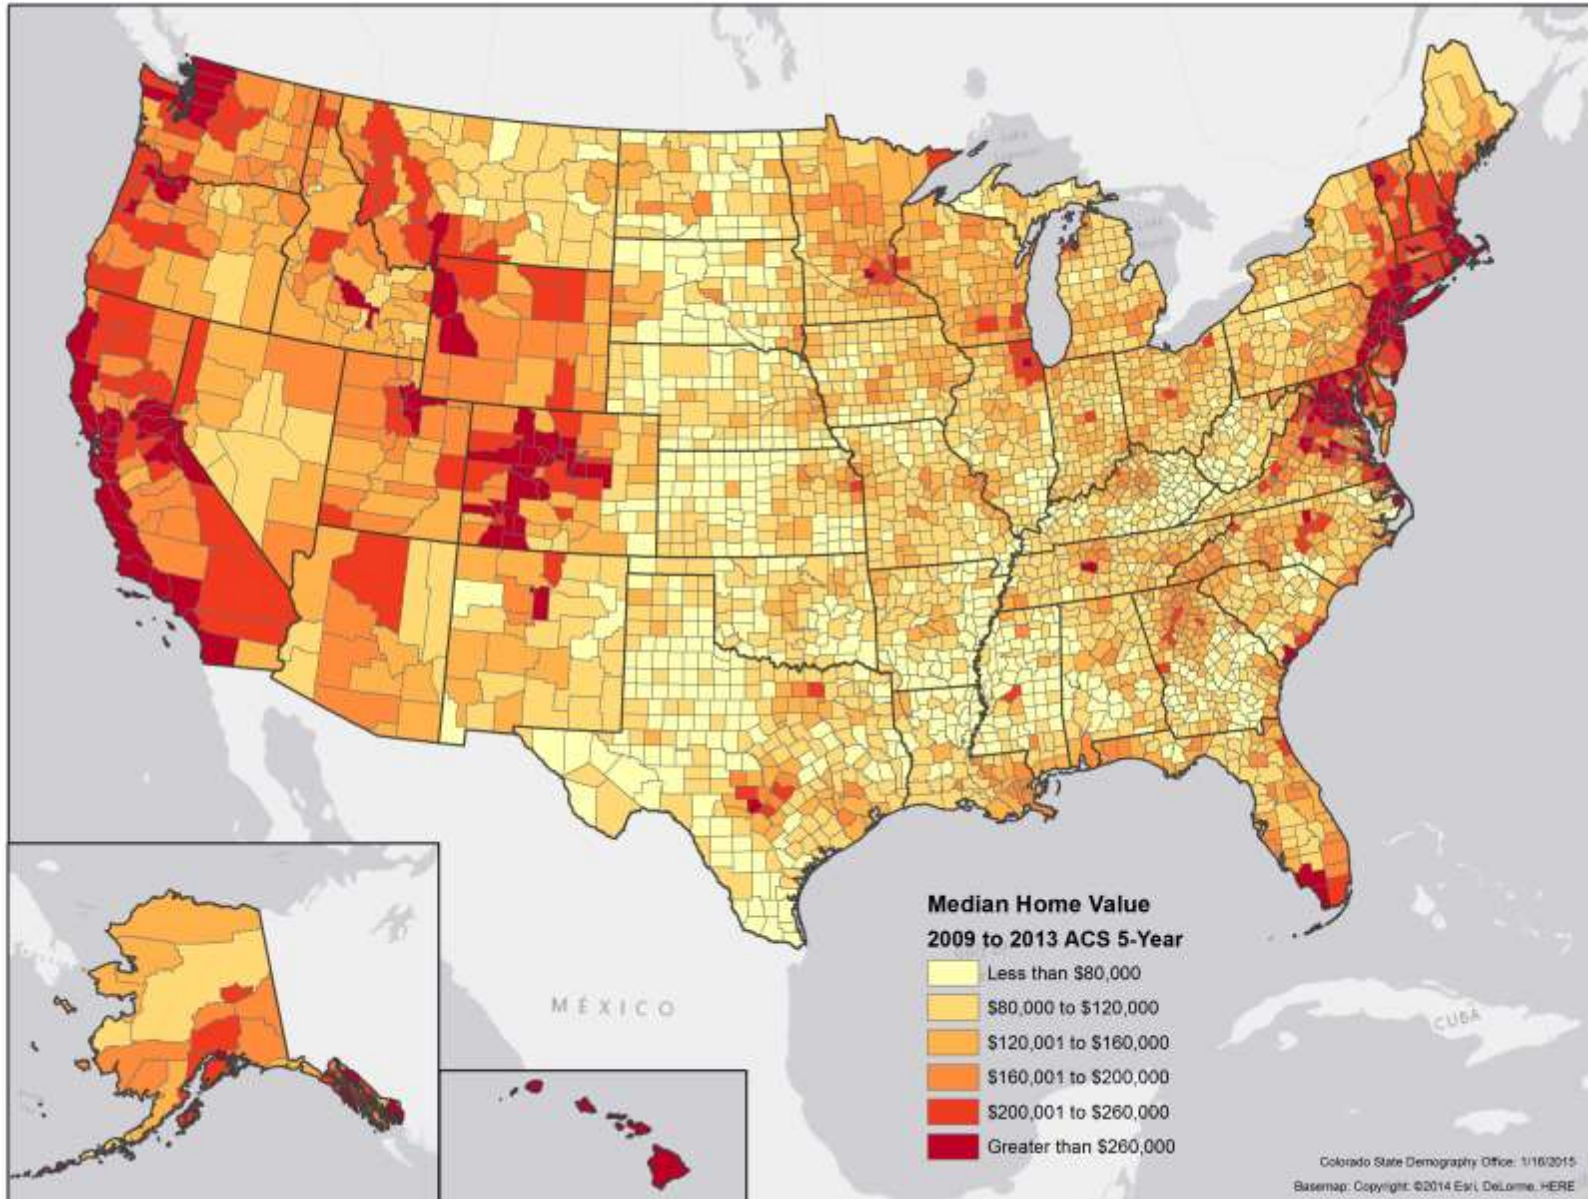 MÉXICO
CUBA
Median Home Value
2009 to 2013 ACS 5-Year
Less than $80,000
$80,000 to $120,000
$120,001 to $160,000
$160,001 to $200,000
$200,001 to $260,000
Greater than $260,000
Colorado State Demography Office: 1/16/2015
Basemap: Copyright: ©2014 Esri, DeLorme, HERE